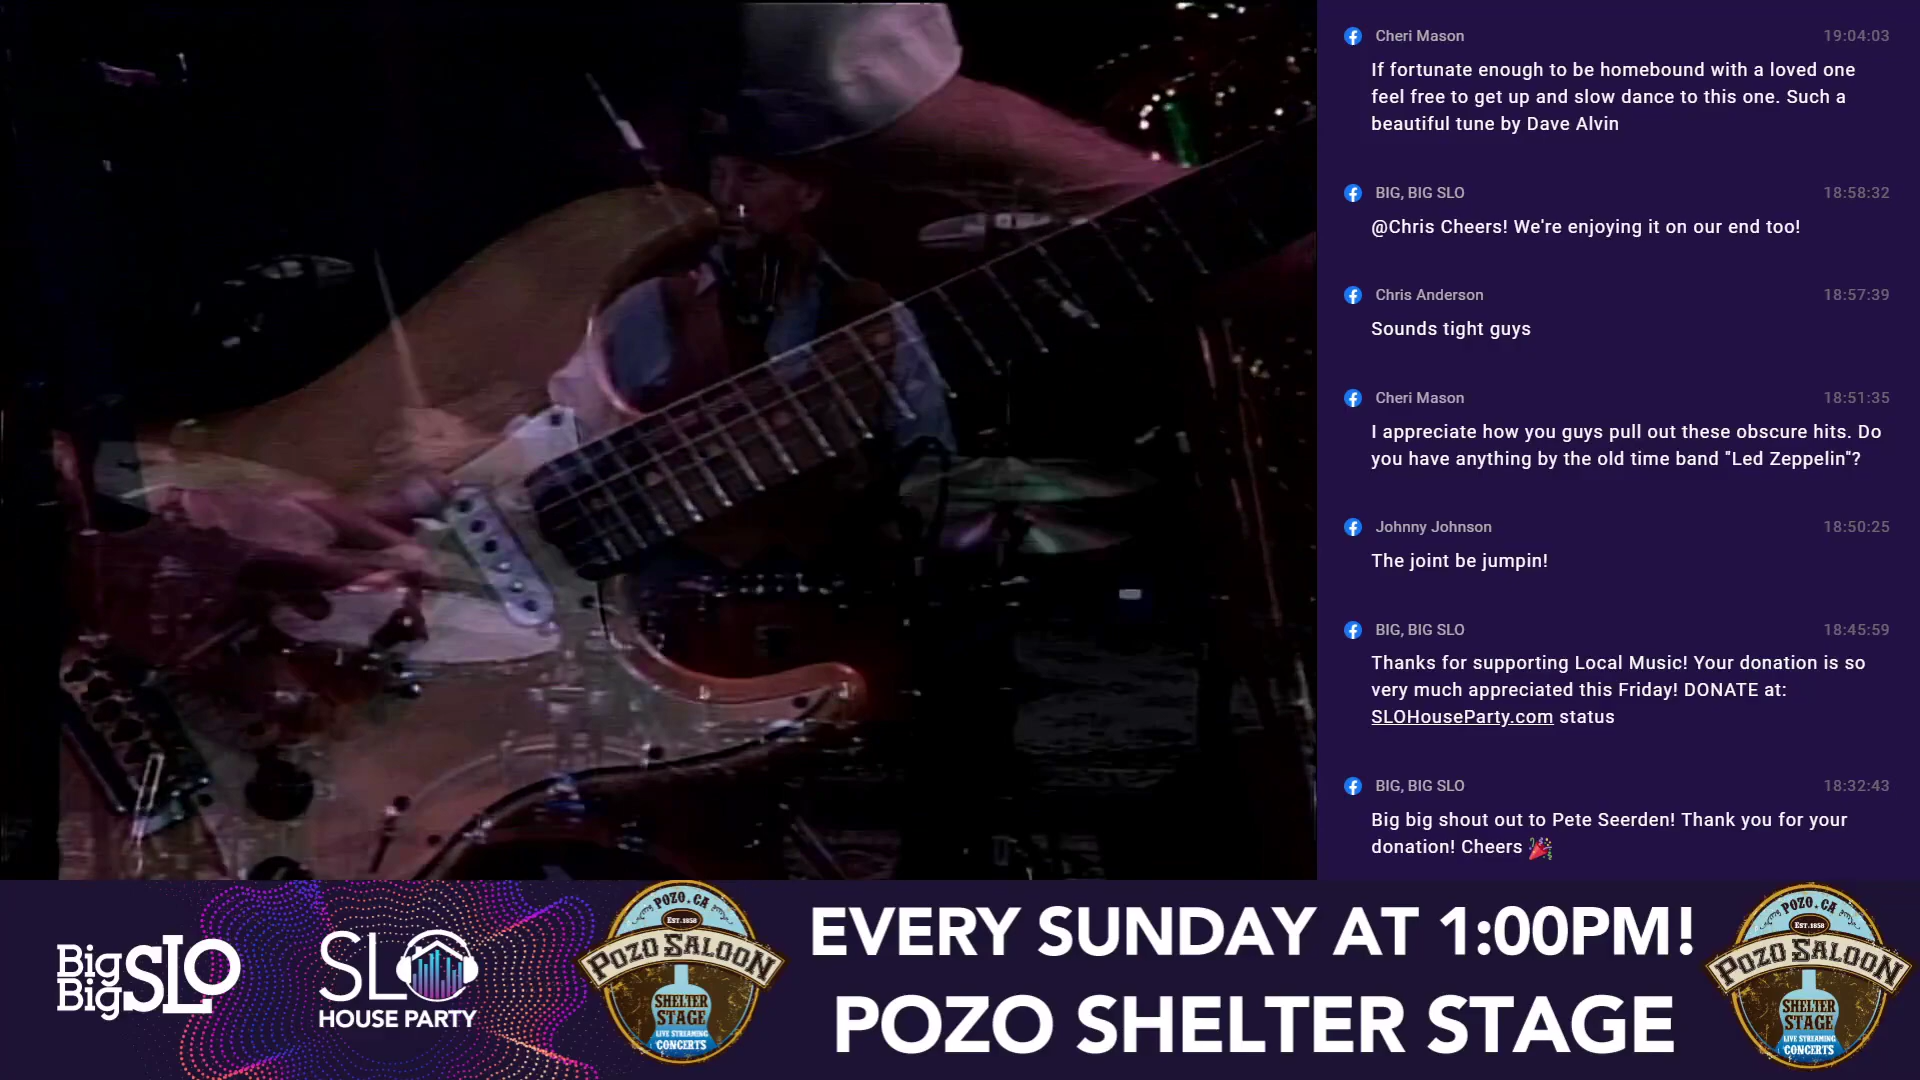 Cheri Mason 19:04:03
If fortunate enough to be homebound with a loved one
feel free to get up and slow dance to this one. Such a
beautiful tune by Dave Alvin
BIG, BIG SLO 18:58:32
@Chris Cheers! We're enjoying it on our end too!
Chris Anderson 18:57:39
Sounds tight guys
Cheri Mason 18:51:35
I appreciate how you guys pull out these obscure hits. Do
you have anything by the old time band "Led Zeppelin"?
Johnny Johnson 18:50:25
The joint be jumpin!
BIG, BIG SLO 18:45:59
Thanks for supporting Local Music! Your donation is so
very much appreciated this Friday! DONATE at:
SLOHouseParty.com status
BIG, BIG SLO 18:32:43
Big big shout out to Pete Seerden! Thank you for your
donation! Cheers 🎉
Big
Big SLO
SLO
HOUSE PARTY
POZO, CA
EST. 1858
POZO SALOON
SHELTER
STAGE
LIVE STREAMING
CONCERTS
EVERY SUNDAY AT 1:00PM!
POZO SHELTER STAGE
POZO, CA
EST. 1858
POZO SALOON
SHELTER
STAGE
LIVE STREAMING
CONCERTS